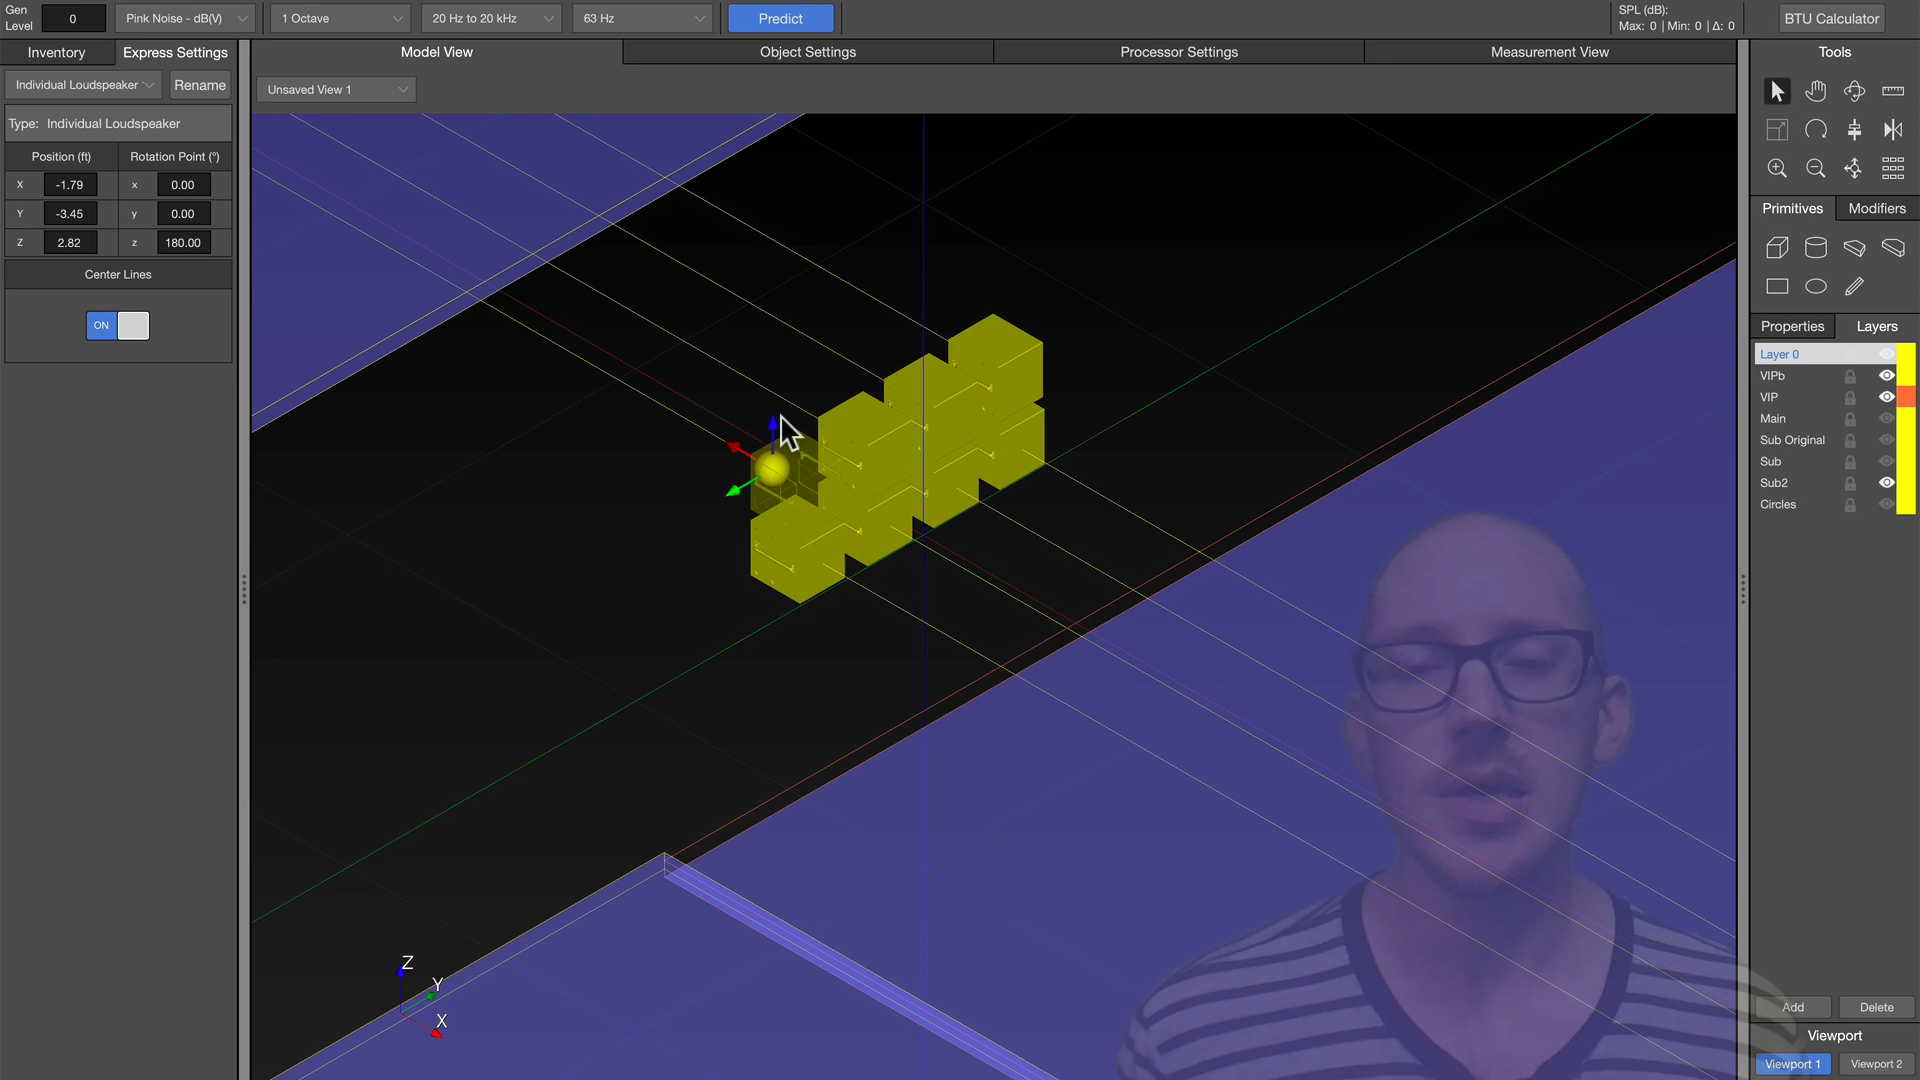 Gen
Level
0
Pink Noise - dB(V)
1 Octave
20 Hz to 20 kHz
63 Hz
Predict
SPL (dB):
Max: 0 | Min: 0 | Δ: 0
BTU Calculator
Inventory
Express Settings
Model View
Object Settings
Processor Settings
Measurement View
Tools
Individual Loudspeaker
Rename
Unsaved View 1
Type: Individual Loudspeaker
Position (ft)
Rotation Point (°)
X -1.79 x 0.00
Y -3.45 y 0.00
Z 2.82 z 180.00
Center Lines
ON
Primitives
Modifiers
Properties
Layers
Layer 0
VIPb
VIP
Main
Sub Original
Sub
Sub2
Circles
Z
Y
X
Add
Delete
Viewport
Viewport 1
Viewport 2